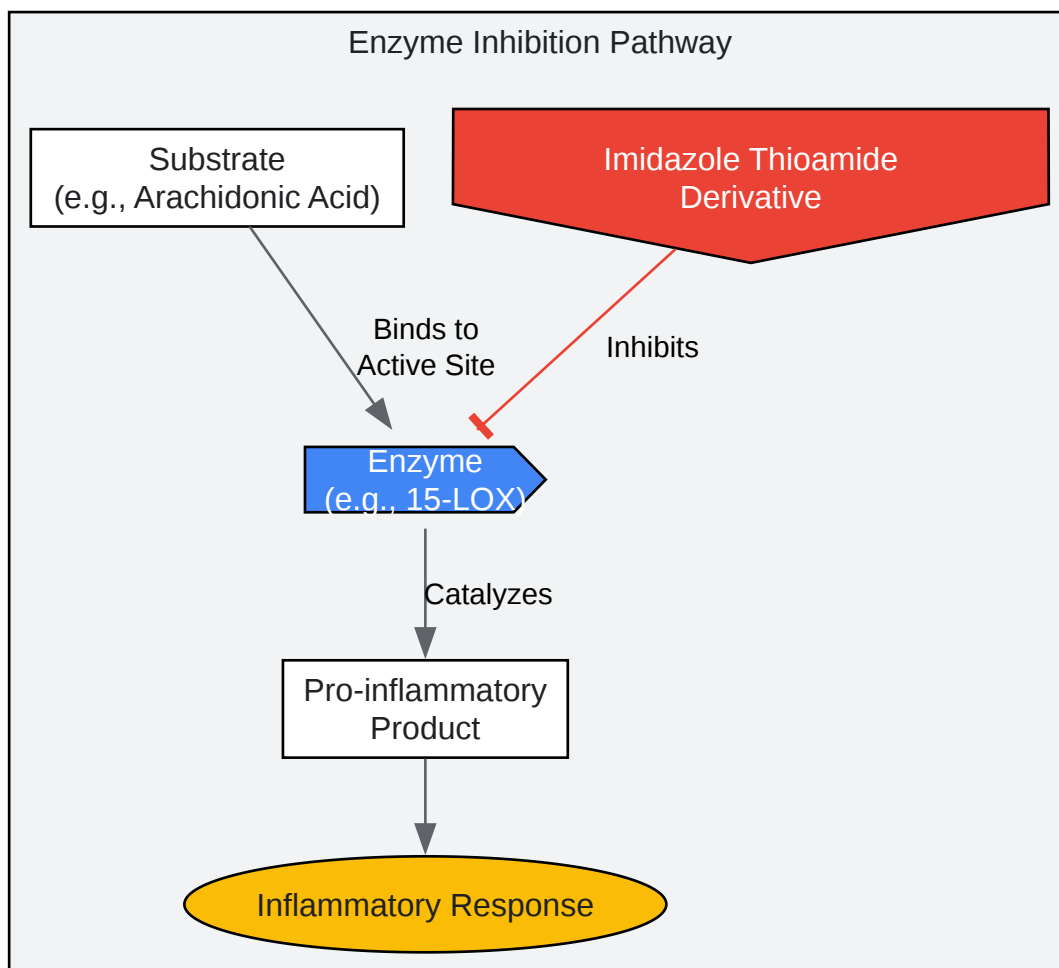 Enzyme Inhibition Pathway
Substrate
(e.g., Arachidonic Acid)
Imidazole Thioamide
Derivative
Binds to
Active Site
Inhibits
Enzyme
(e.g., 15-LOX)
Catalyzes
Pro-inflammatory
Product
Inflammatory Response